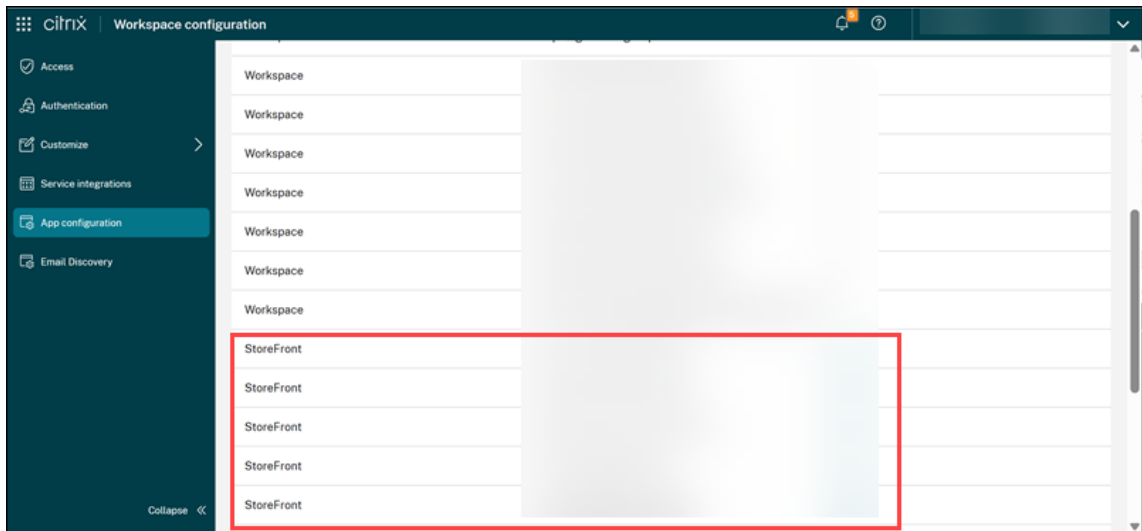 citrix | Workspace configuration 5
Access
Authentication
Customize
Service integrations
App configuration
Email Discovery
Collapse
Workspace
Workspace
Workspace
Workspace
Workspace
Workspace
Workspace
StoreFront
StoreFront
StoreFront
StoreFront
StoreFront